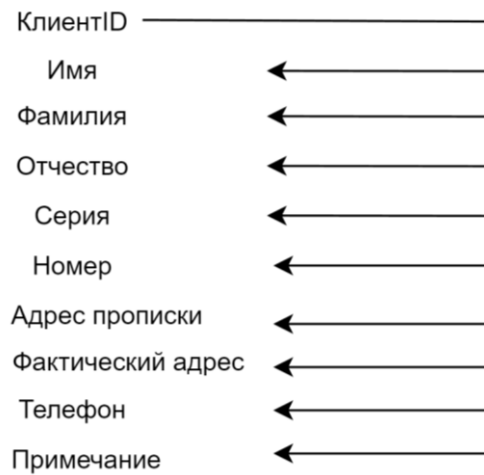 КлиентID
Имя
Фамилия
Отчество
Серия
Номер
Адрес прописки
Фактический адрес
Телефон
Примечание